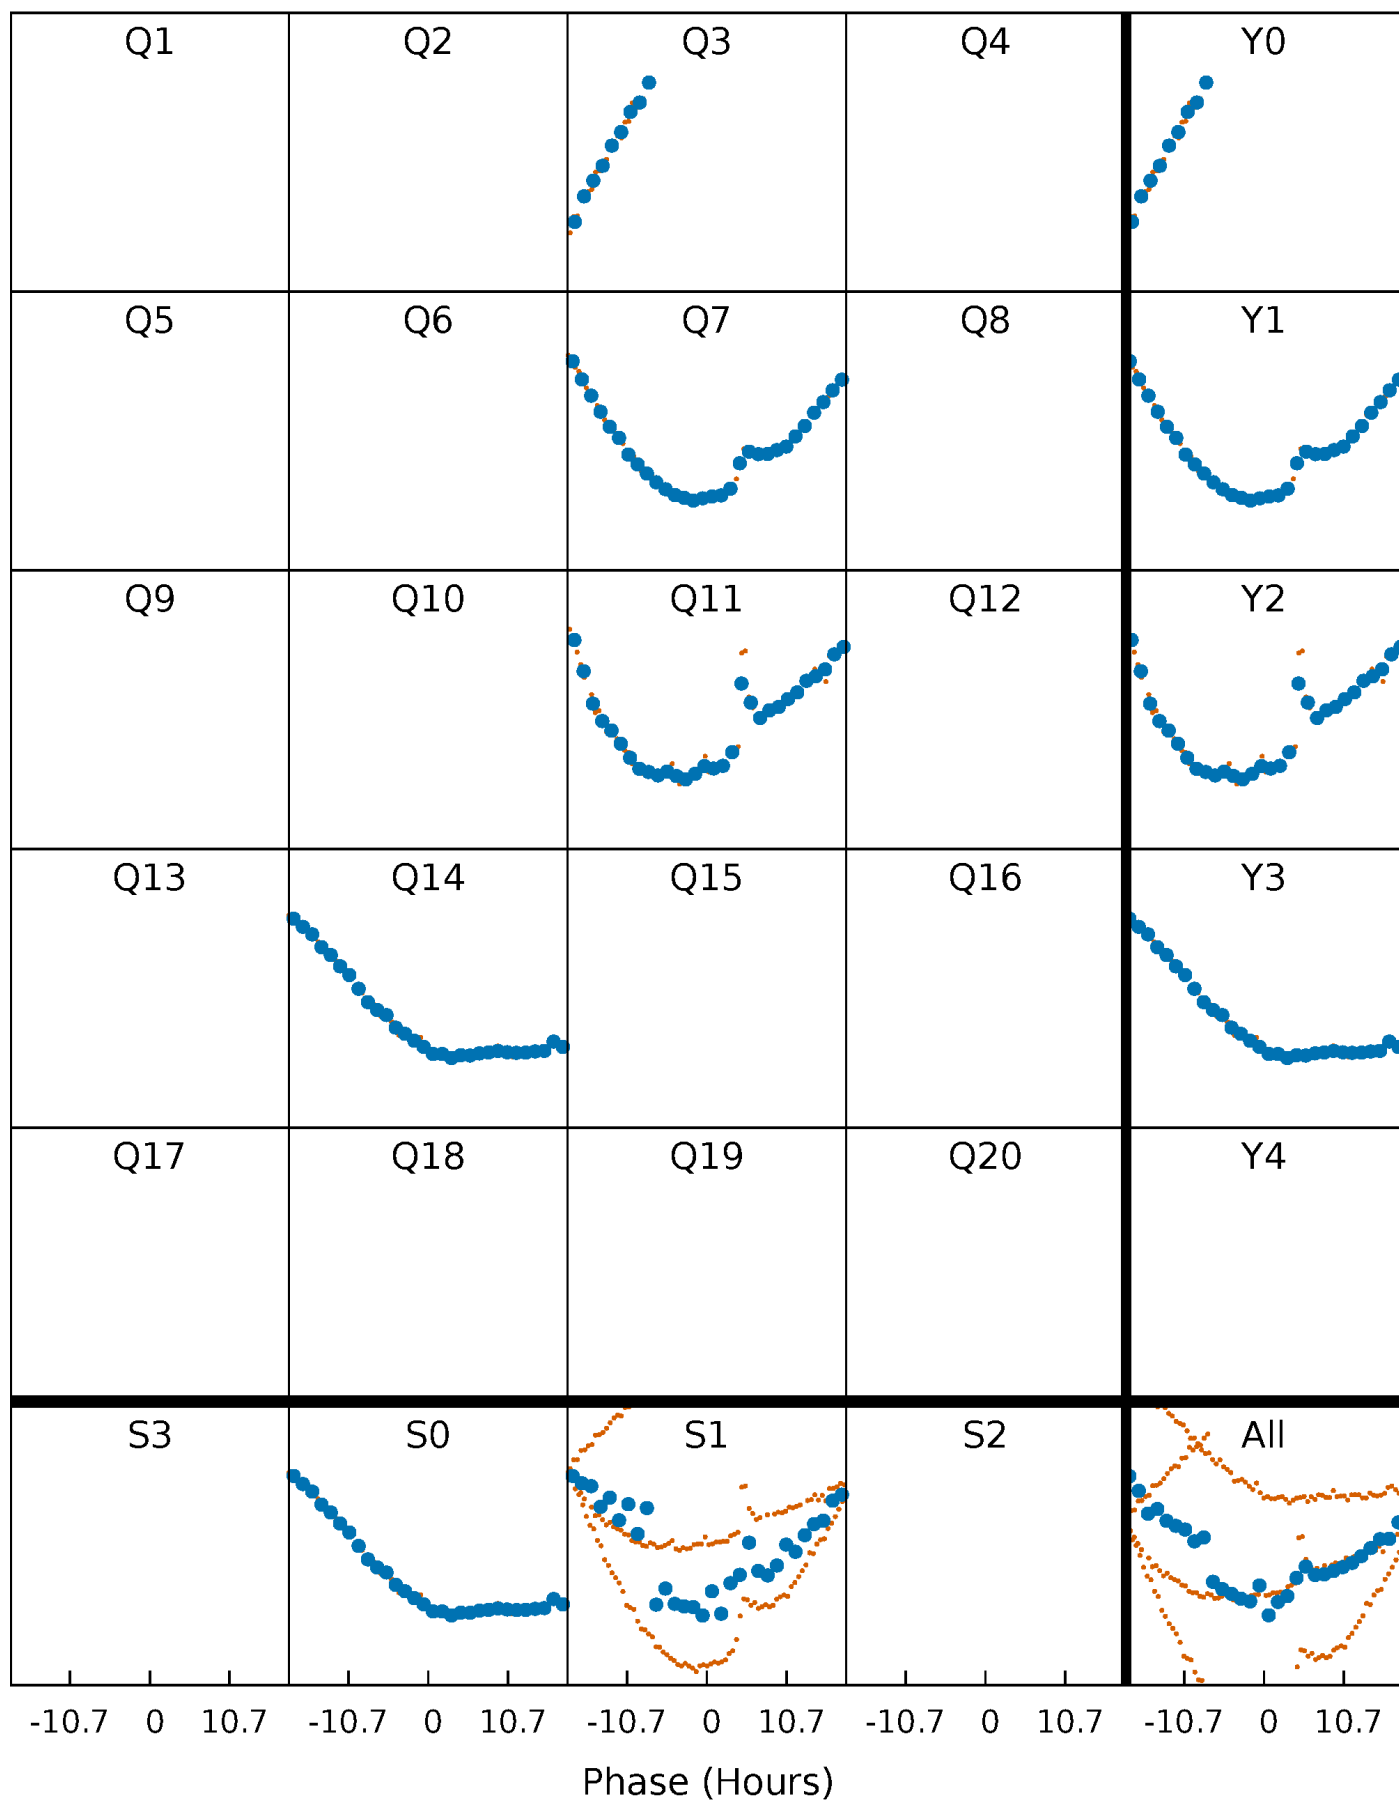 Q1 Q2 Q3 Q4 Y0
Q5 Q6 Q7 Q8 Y1
Q9 Q10 Q11 Q12 Y2
Q13 Q14 Q15 Q16 Y3
Q17 Q18 Q19 Q20 Y4
S3 S0 S1 S2 All
-10.7 0 10.7 -10.7 0 10.7 -10.7 0 10.7 -10.7 0 10.7 -10.7 0 10.7
Phase (Hours)